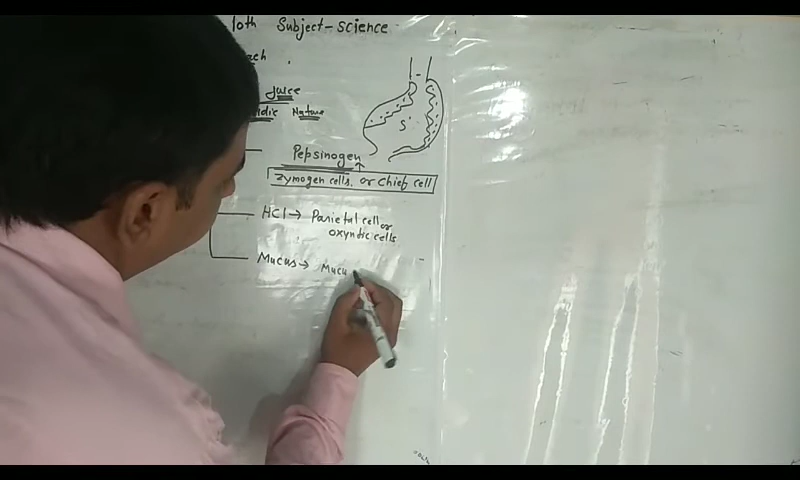 10th Subject-science
juice
Nature
S
Pepsinogen
Zymogen cells. or Chief cell
HCl → Parietal cell
or
oxyntic cells
Mucus → Mucu